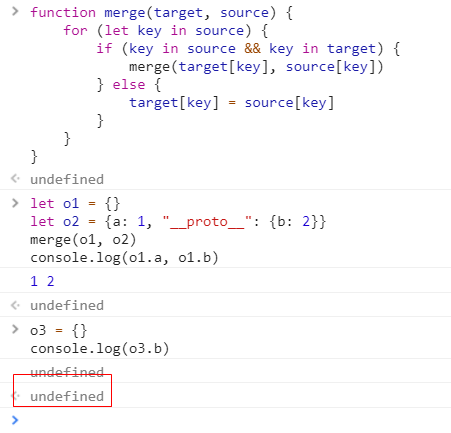 function merge(target, source) {
    for (let key in source) {
        if (key in source && key in target) {
            merge(target[key], source[key])
        } else {
            target[key] = source[key]
        }
    }
}
undefined
let o1 = {}
let o2 = {a: 1, "__proto__": {b: 2}}
merge(o1, o2)
console.log(o1.a, o1.b)
1 2
undefined
o3 = {}
console.log(o3.b)
undefined
undefined